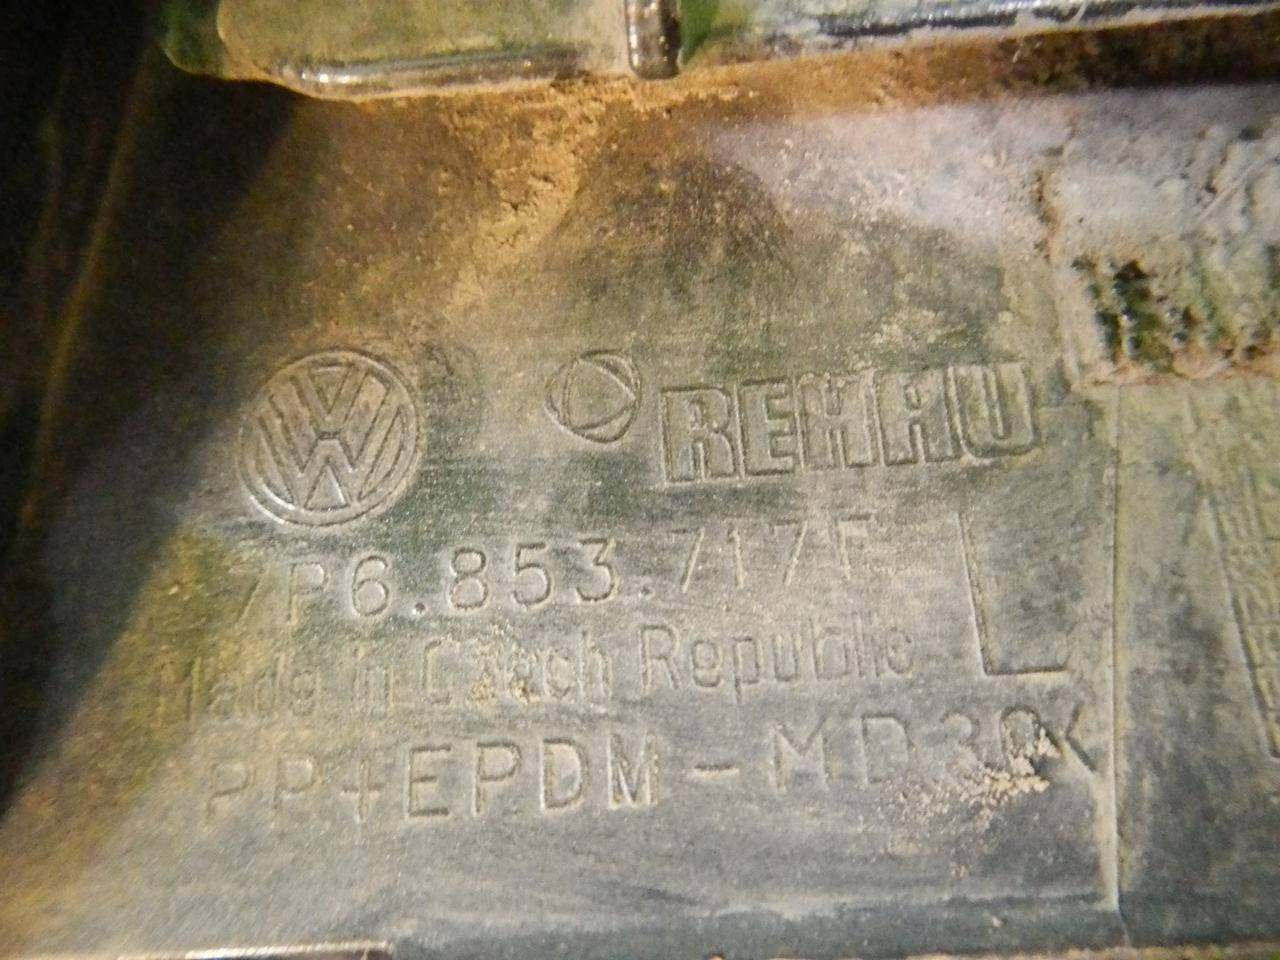 REHAU
7P6.853.717F L
Made in Czech Republic
PP+EPDM-MD30